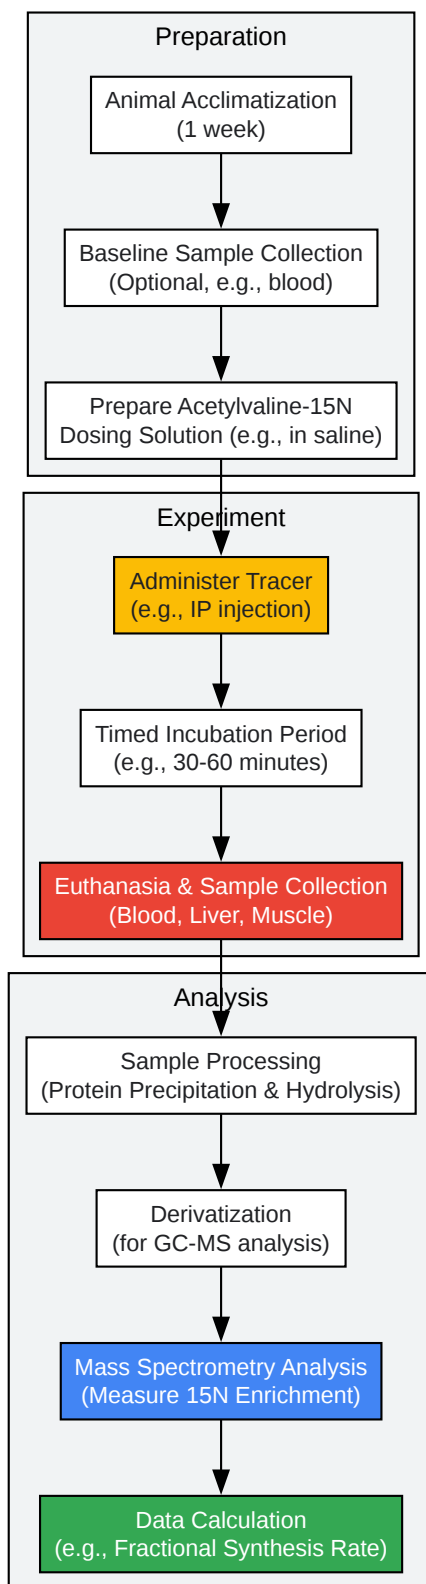 Preparation
Animal Acclimatization
(1 week)
Baseline Sample Collection
(Optional, e.g., blood)
Prepare Acetylvaline-15N
Dosing Solution (e.g., in saline)
Experiment
Administer Tracer
(e.g., IP injection)
Timed Incubation Period
(e.g., 30-60 minutes)
Euthanasia & Sample Collection
(Blood, Liver, Muscle)
Analysis
Sample Processing
(Protein Precipitation & Hydrolysis)
Derivatization
(for GC-MS analysis)
Mass Spectrometry Analysis
(Measure 15N Enrichment)
Data Calculation
(e.g., Fractional Synthesis Rate)